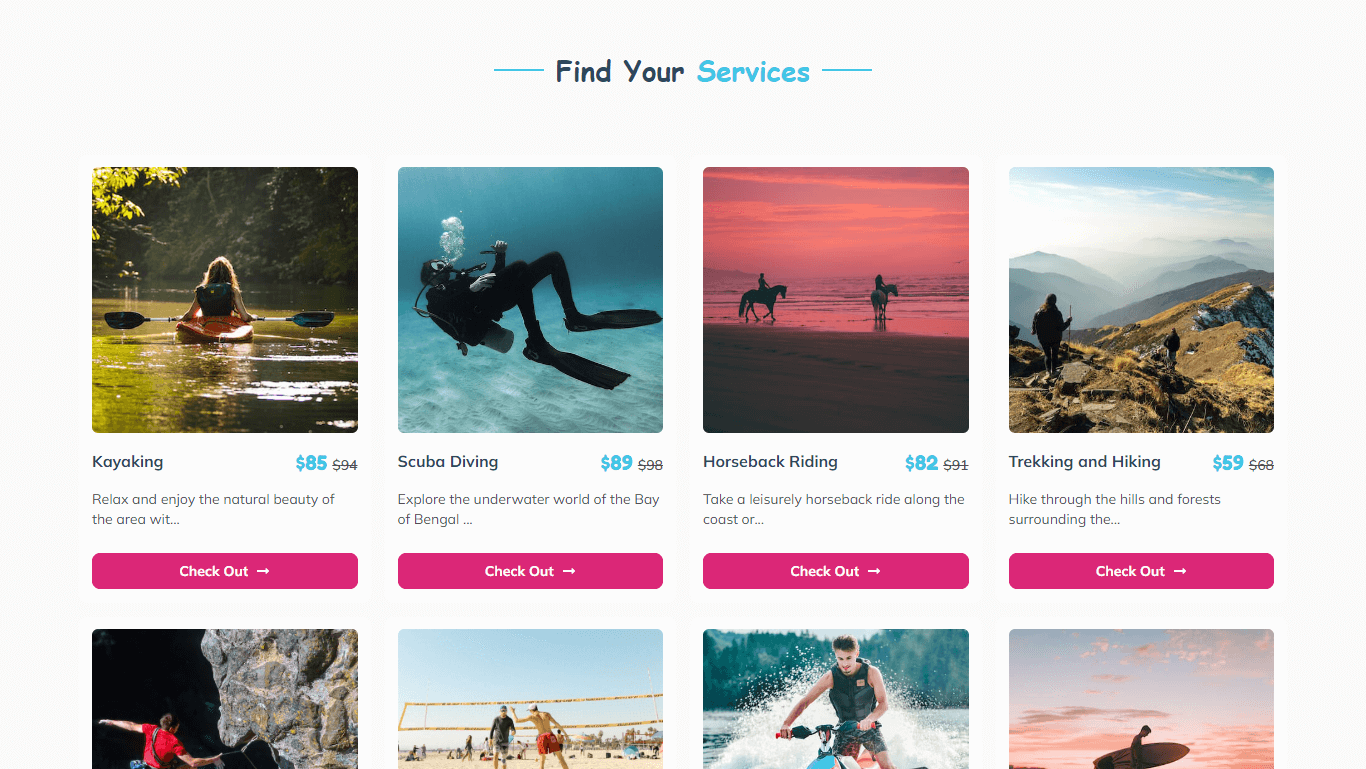 Find Your Services
Kayaking $85 $94
Relax and enjoy the natural beauty of
the area wit...
Check Out →
Scuba Diving $89 $98
Explore the underwater world of the Bay
of Bengal ...
Check Out →
Horseback Riding $82 $91
Take a leisurely horseback ride along the
coast or...
Check Out →
Trekking and Hiking $59 $68
Hike through the hills and forests
surrounding the...
Check Out →